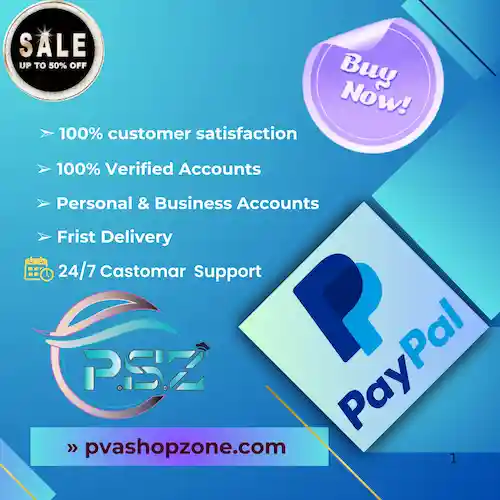 SALE
UP TO 50% OFF
Buy
Now!
➢ 100% customer satisfaction
➢ 100% Verified Accounts
➢ Personal & Business Accounts
➢ Frist Delivery
24/7 Castomar Support
P.S.Z
PayPal
» pvashopzone.com
1